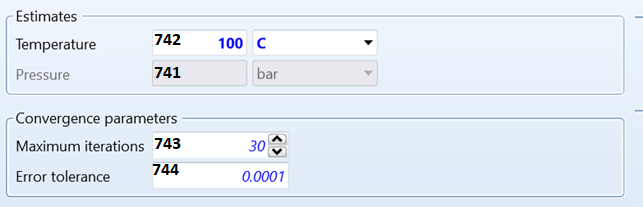 Estimates
Temperature 742 100 C
Pressure 741 bar
Convergence parameters
Maximum iterations 743 30
Error tolerance 744 0.0001